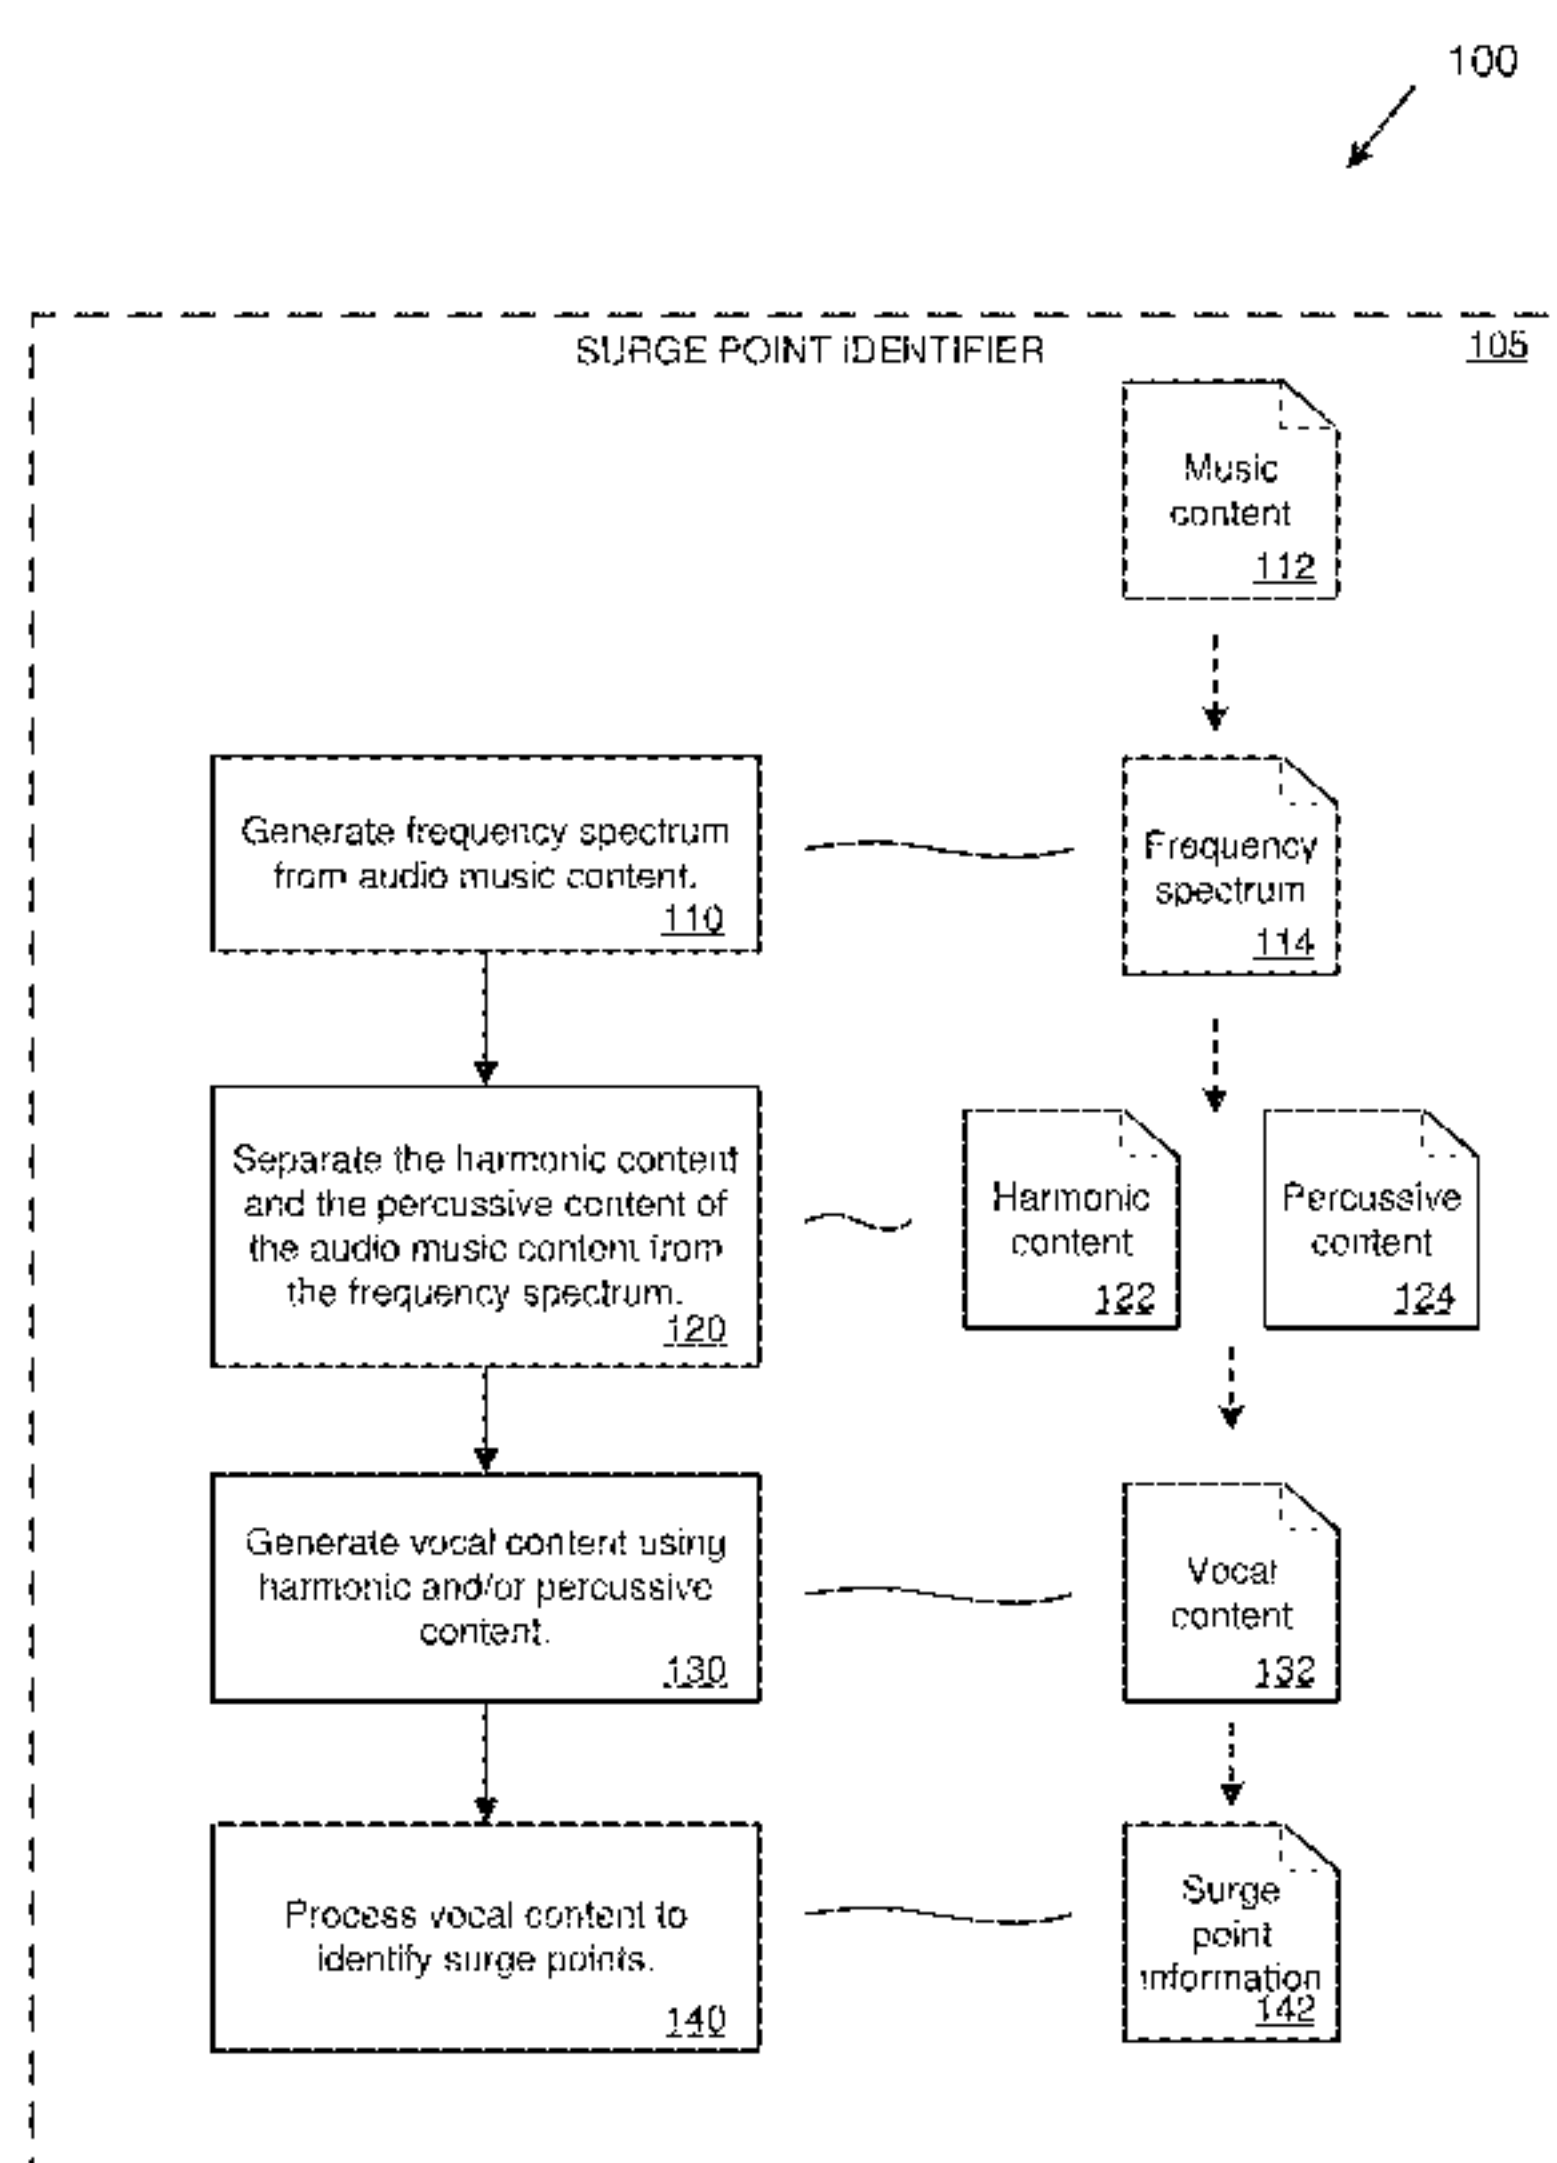 100
SURGE POINT IDENTIFIER
105
Music
content
112
Generate frequency spectrum
from audio music content.
110
Frequency
spectrum
114
Separate the harmonic content
and the percussive content of
the audio music content from
the frequency spectrum.
120
Harmonic
content
122
Percussive
content
124
Generate vocal content using
harmonic and/or percussive
content.
130
Vocal
content
132
Process vocal content to
identify surge points.
140
Surge
point
information
142